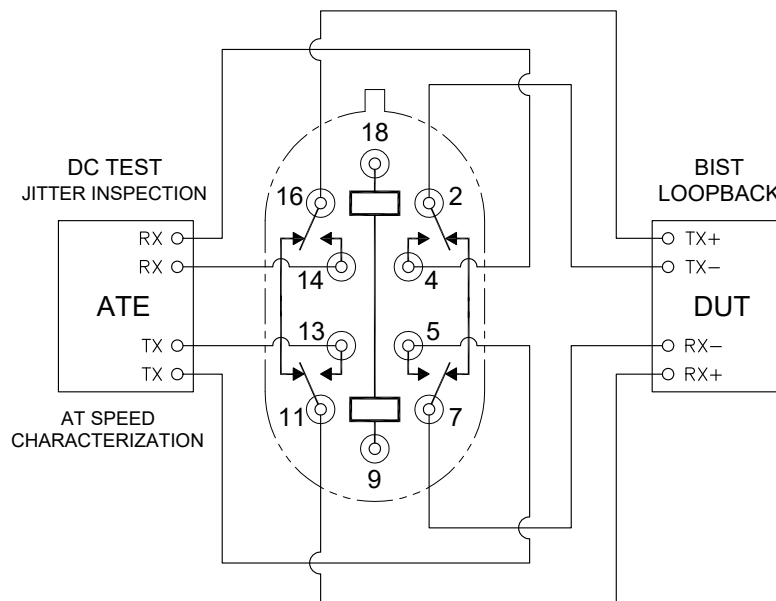 18
DC TEST
JITTER INSPECTION
BIST
LOOPBACK
16
2
RX
TX+
RX
14
4
TX-
ATE
DUT
13
5
TX
RX-
TX
RX+
11
7
AT SPEED
CHARACTERIZATION
9